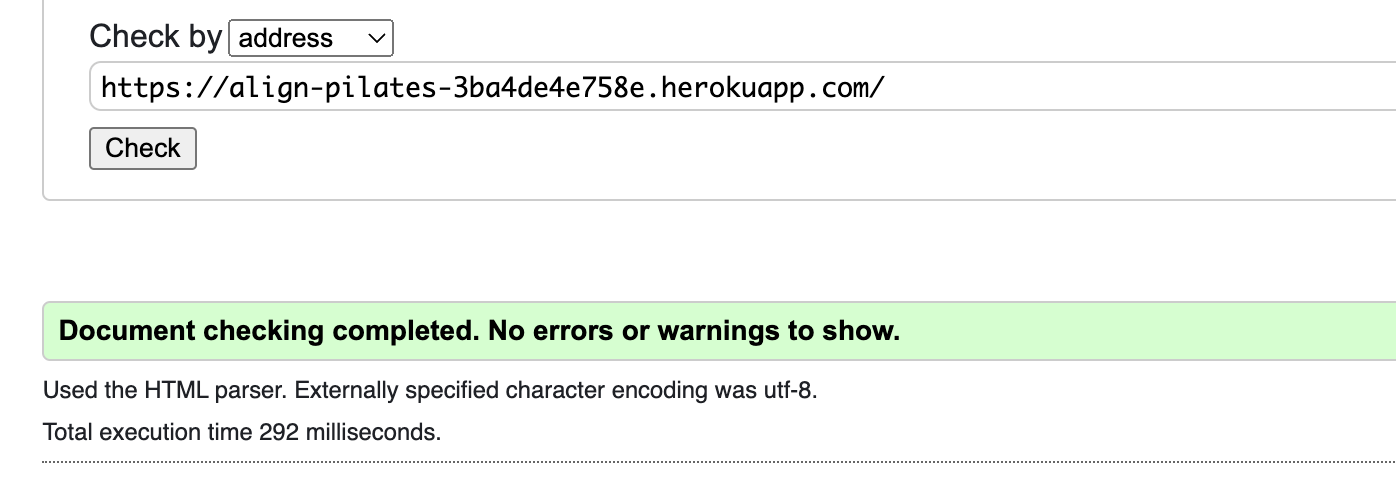 Check by address
https://align-pilates-3ba4de4e758e.herokuapp.com/
Check
Document checking completed. No errors or warnings to show.
Used the HTML parser. Externally specified character encoding was utf-8.
Total execution time 292 milliseconds.